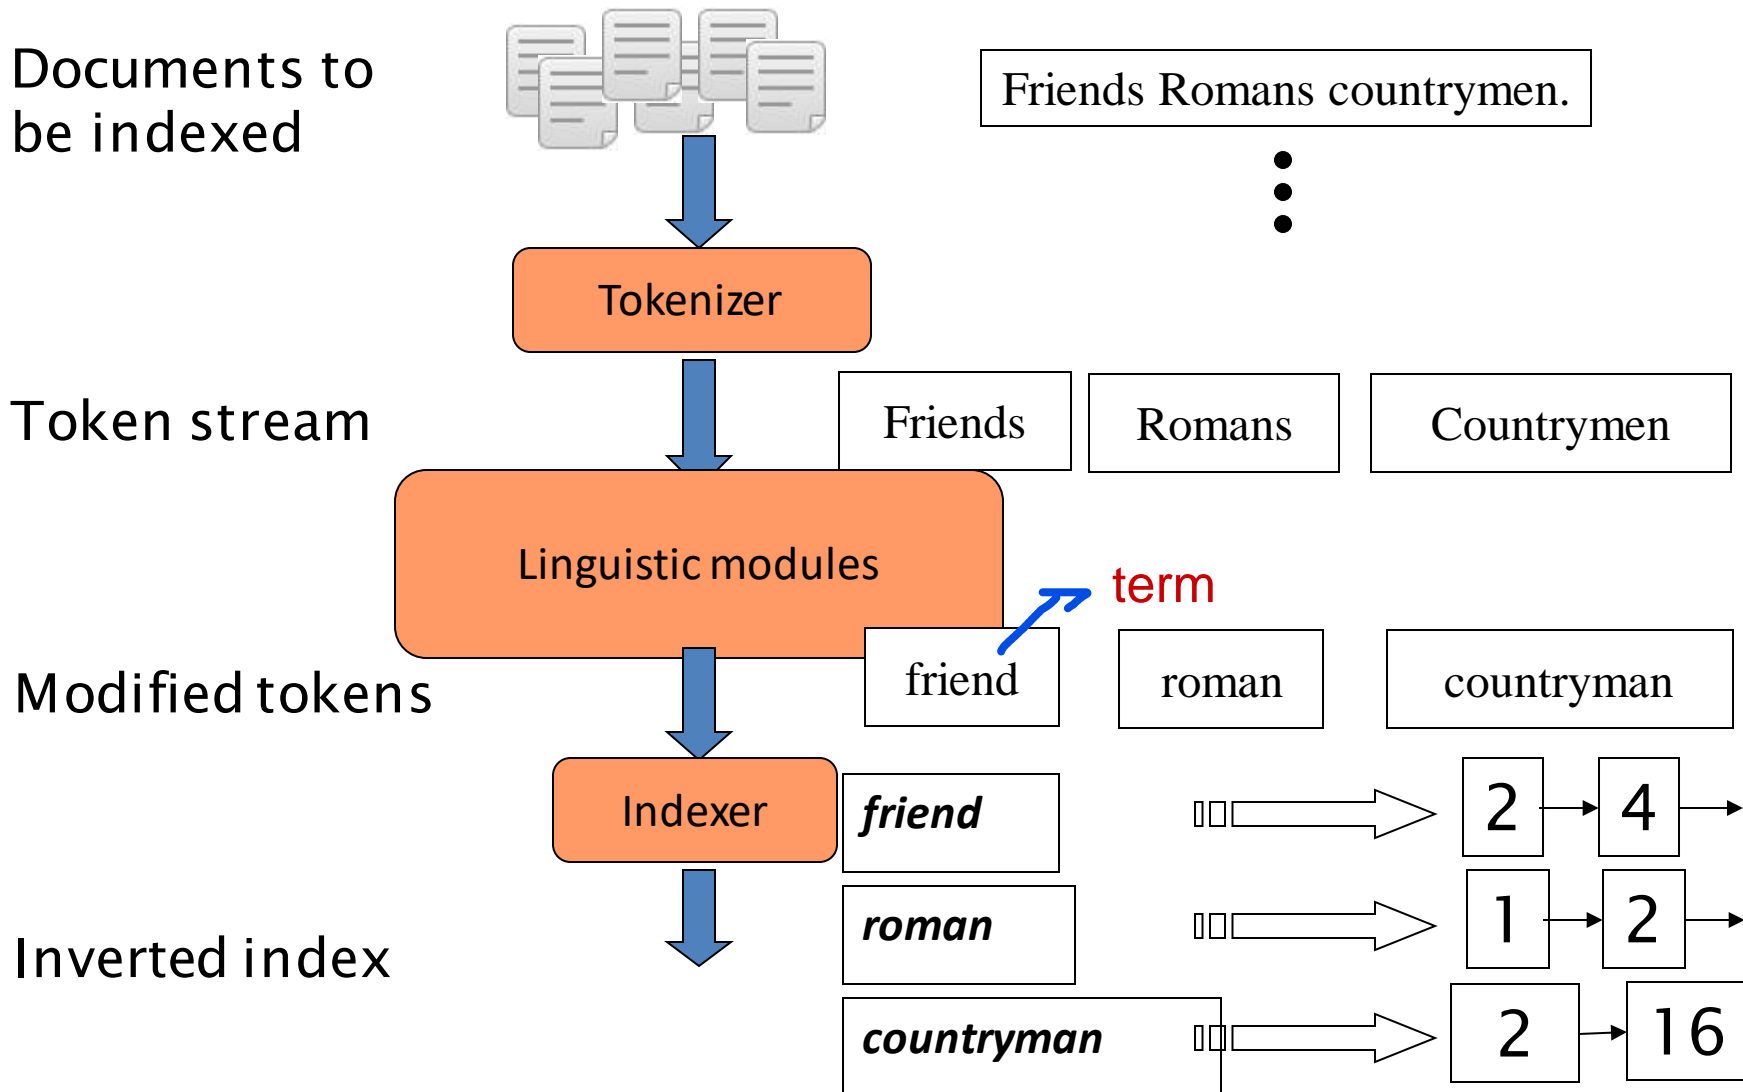 Documents to
be indexed
Friends Romans countrymen.
Tokenizer
Token stream
Friends
Romans
Countrymen
Linguistic modules
term
Modified tokens
friend
roman
countryman
Indexer
friend
2
4
roman
1
2
Inverted index
countryman
2
16